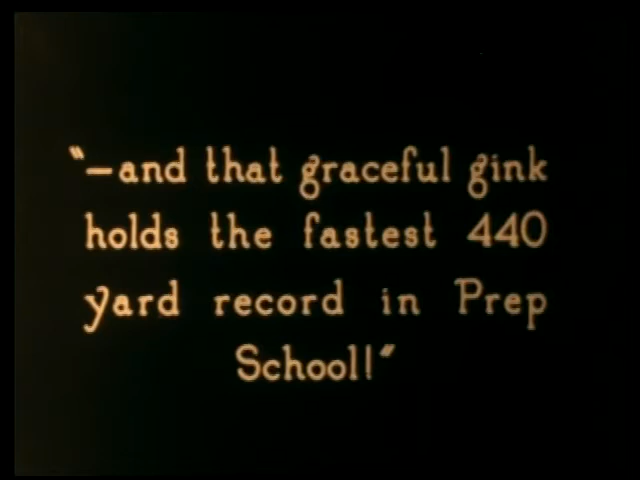 "—and that graceful gink
holds the fastest 440
yard record in Prep
School!"